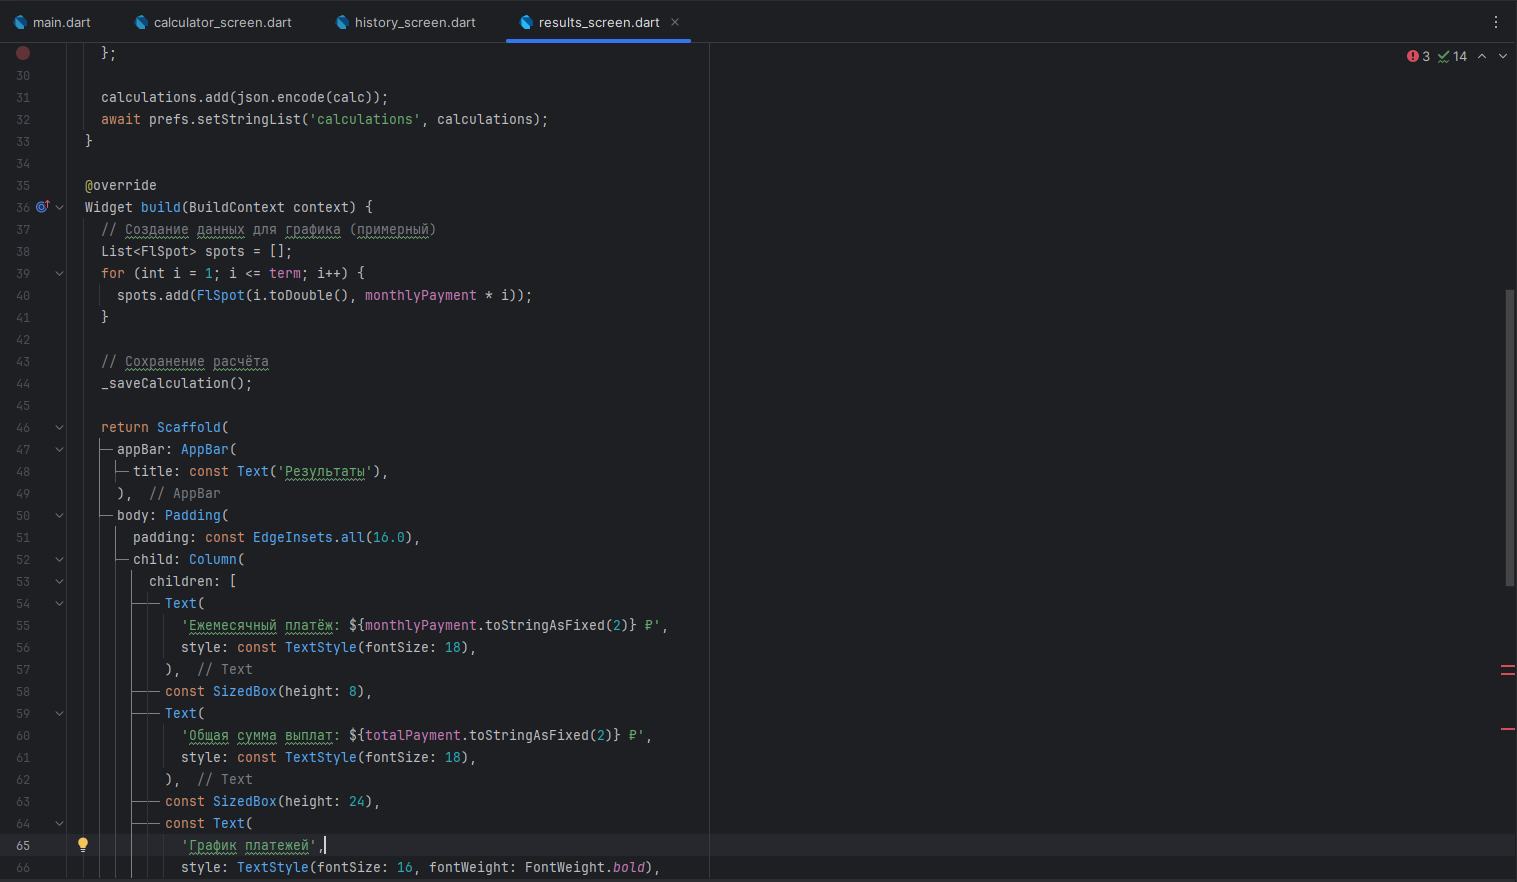 main.dart calculator_screen.dart history_screen.dart results_screen.dart
3 14
};
30
31 calculations.add(json.encode(calc));
32 await prefs.setStringList('calculations', calculations);
33 }
34
35 @override
36 Widget build(BuildContext context) {
37 // Создание данных для графика (примерный)
38 List<FlSpot> spots = [];
39 for (int i = 1; i <= term; i++) {
40 spots.add(FlSpot(i.toDouble(), monthlyPayment * i));
41 }
42
43 // Сохранение расчёта
44 _saveCalculation();
45
46 return Scaffold(
47 appBar: AppBar(
48 title: const Text('Результаты'),
49 ), // AppBar
50 body: Padding(
51 padding: const EdgeInsets.all(16.0),
52 child: Column(
53 children: [
54 Text(
55 'Ежемесячный платёж: ${monthlyPayment.toStringAsFixed(2)} ₽',
56 style: const TextStyle(fontSize: 18),
57 ), // Text
58 const SizedBox(height: 8),
59 Text(
60 'Общая сумма выплат: ${totalPayment.toStringAsFixed(2)} ₽',
61 style: const TextStyle(fontSize: 18),
62 ), // Text
63 const SizedBox(height: 24),
64 const Text(
65 'График платежей',
66 style: TextStyle(fontSize: 16, fontWeight: FontWeight.bold),